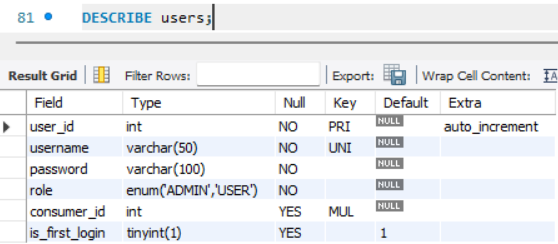 81 DESCRIBE users;
Result Grid Filter Rows: Export: Wrap Cell Content:
Field Type Null Key Default Extra
user_id int NO PRI NULL auto_increment
username varchar(50) NO UNI NULL
password varchar(100) NO NULL
role enum('ADMIN','USER') NO NULL
consumer_id int YES MUL NULL
is_first_login tinyint(1) YES 1